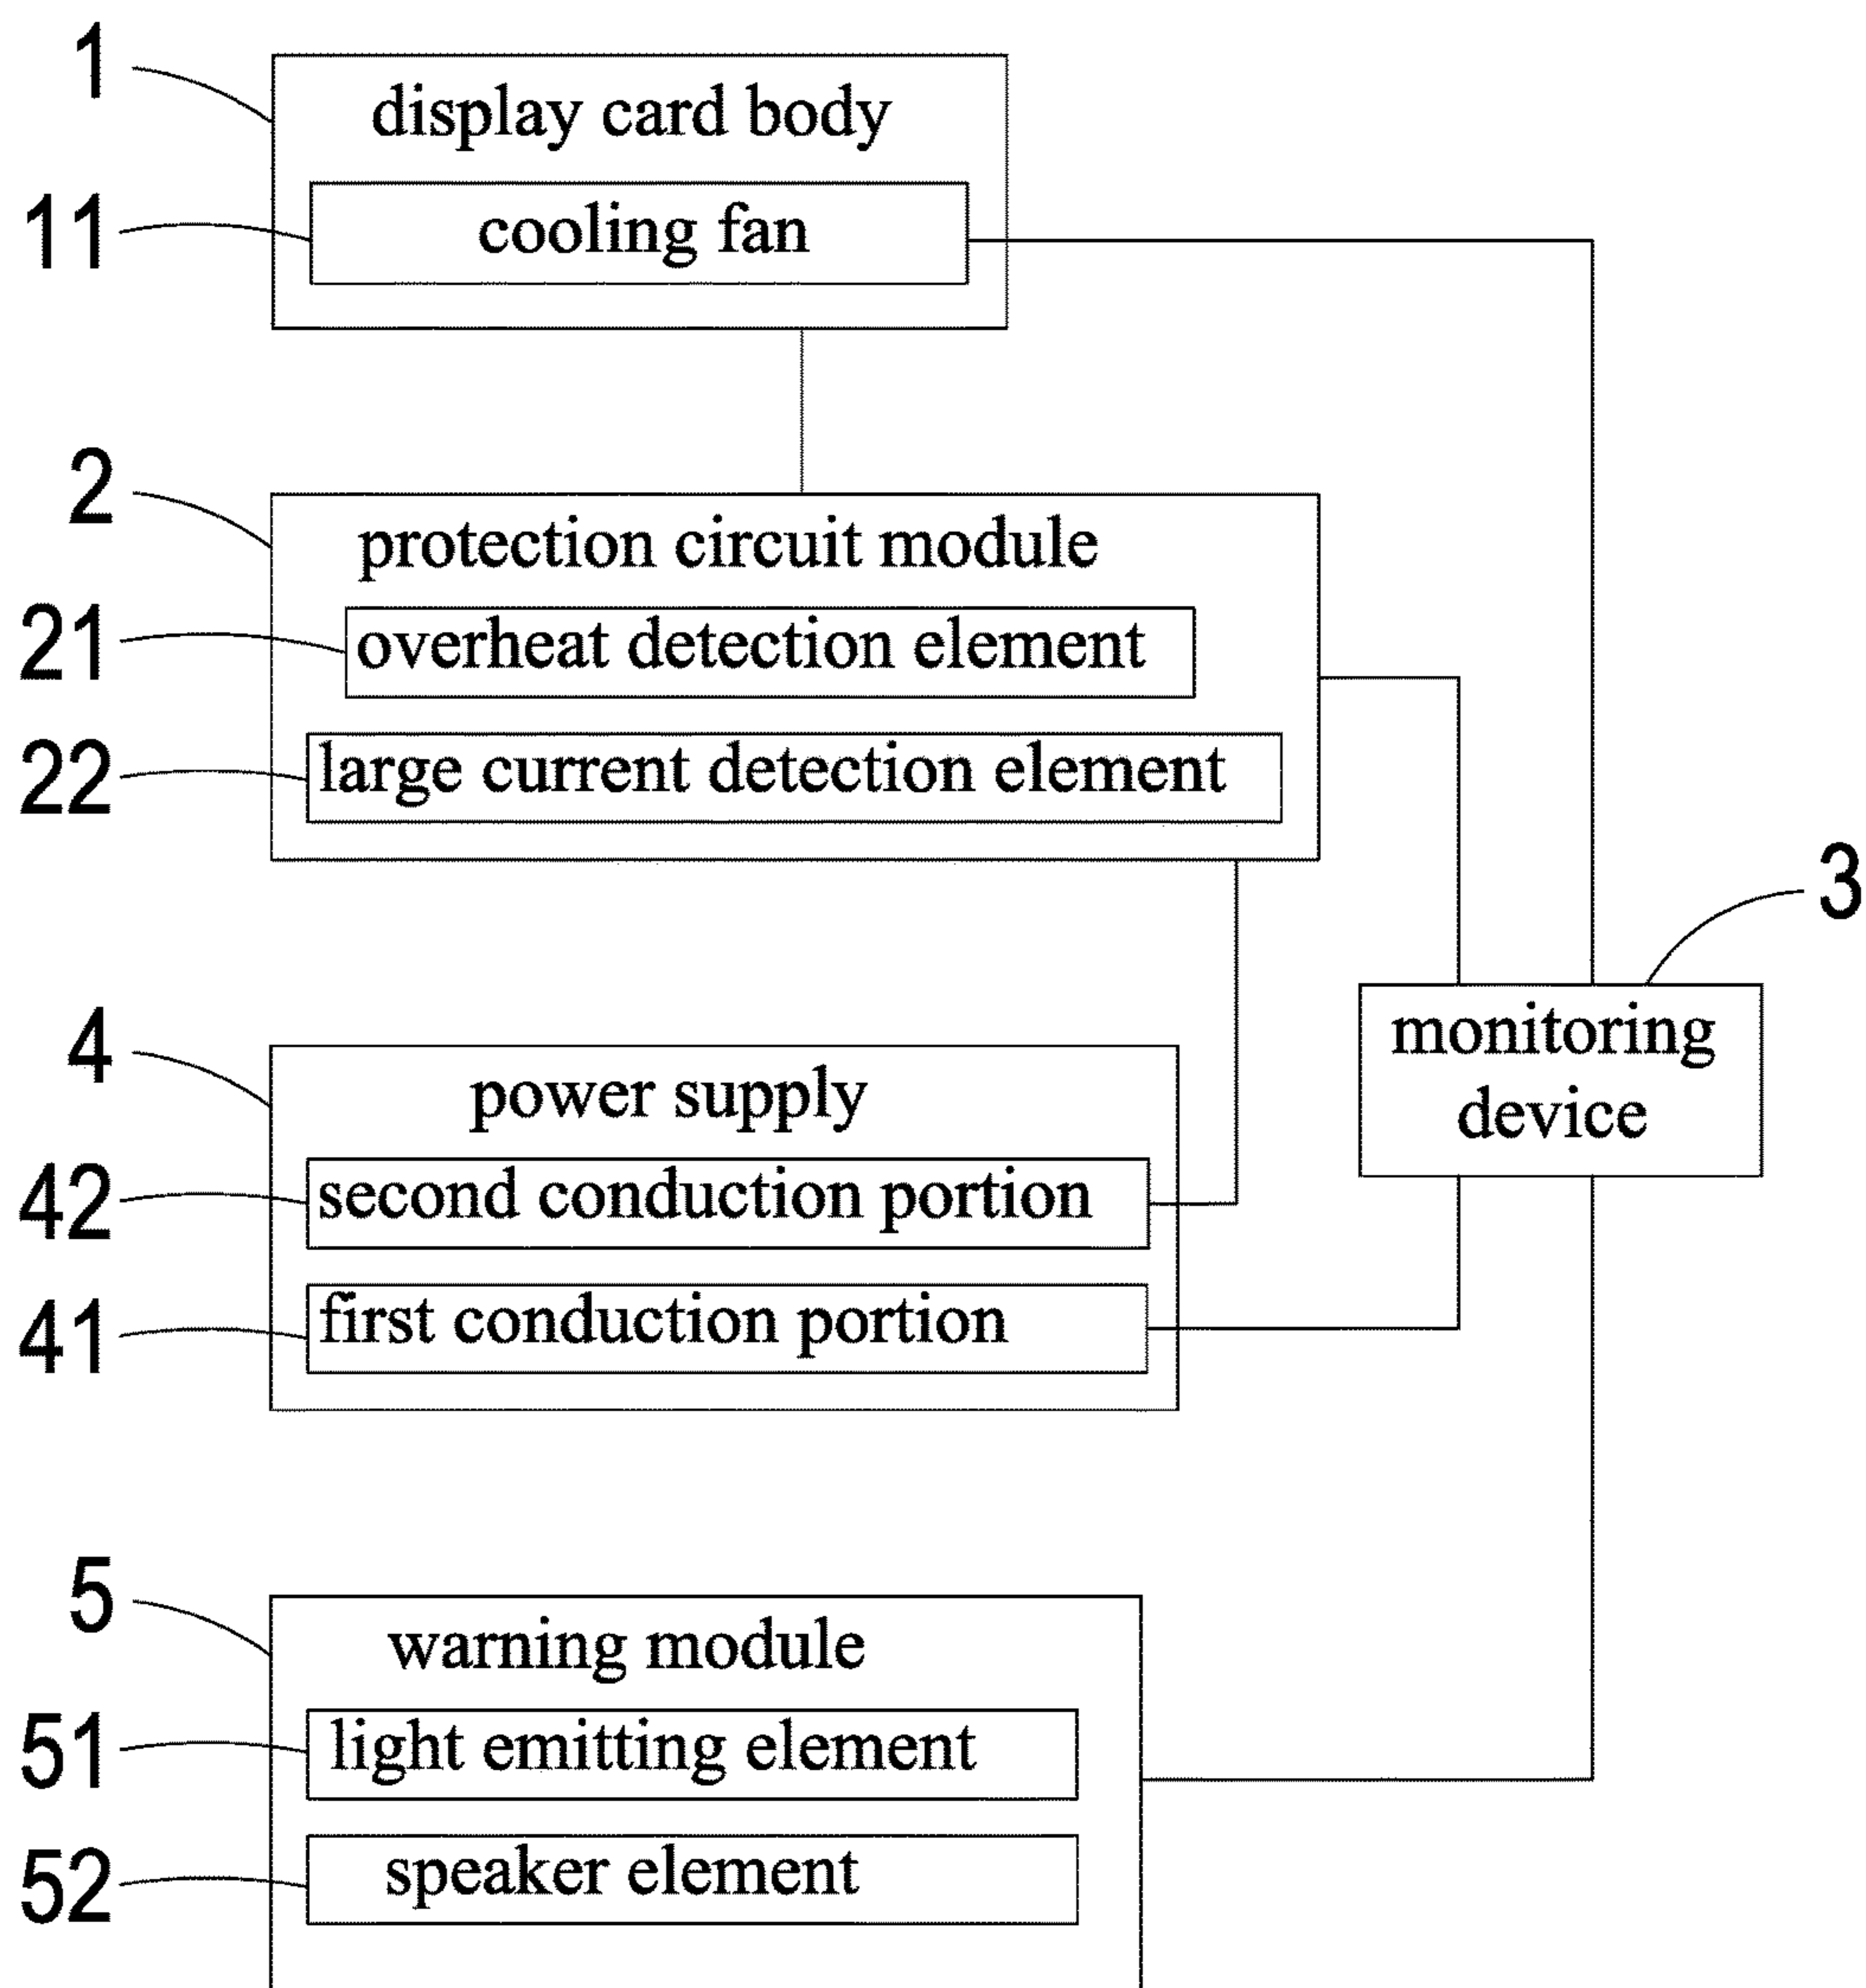 1
display card body
11
cooling fan
2
protection circuit module
21
overheat detection element
22
large current detection element
3
monitoring
device
4
power supply
42
second conduction portion
41
first conduction portion
5
warning module
51
light emitting element
52
speaker element